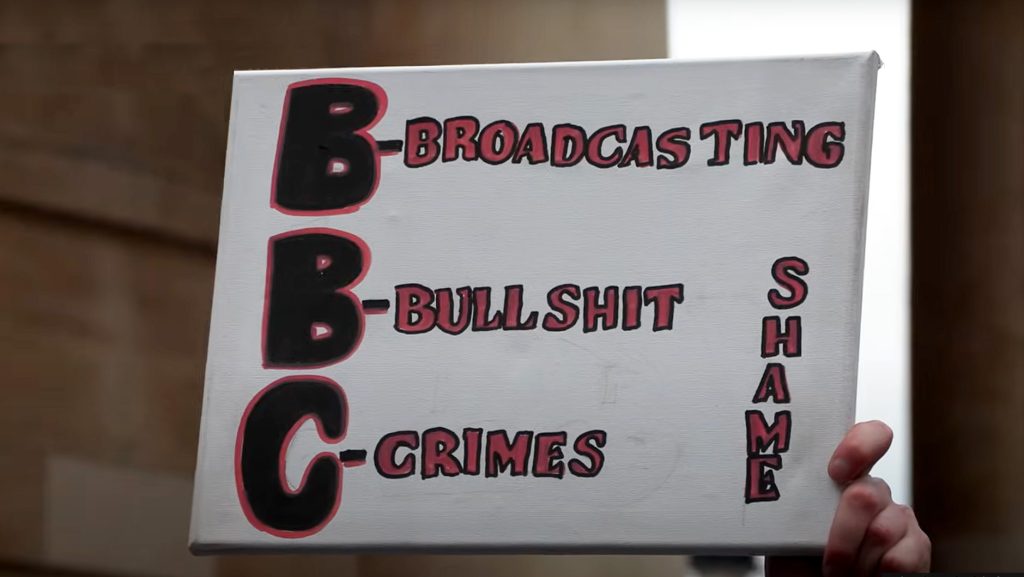 B-BROADCASTING
B-BULLSHIT
C-CRIMES
SHAME